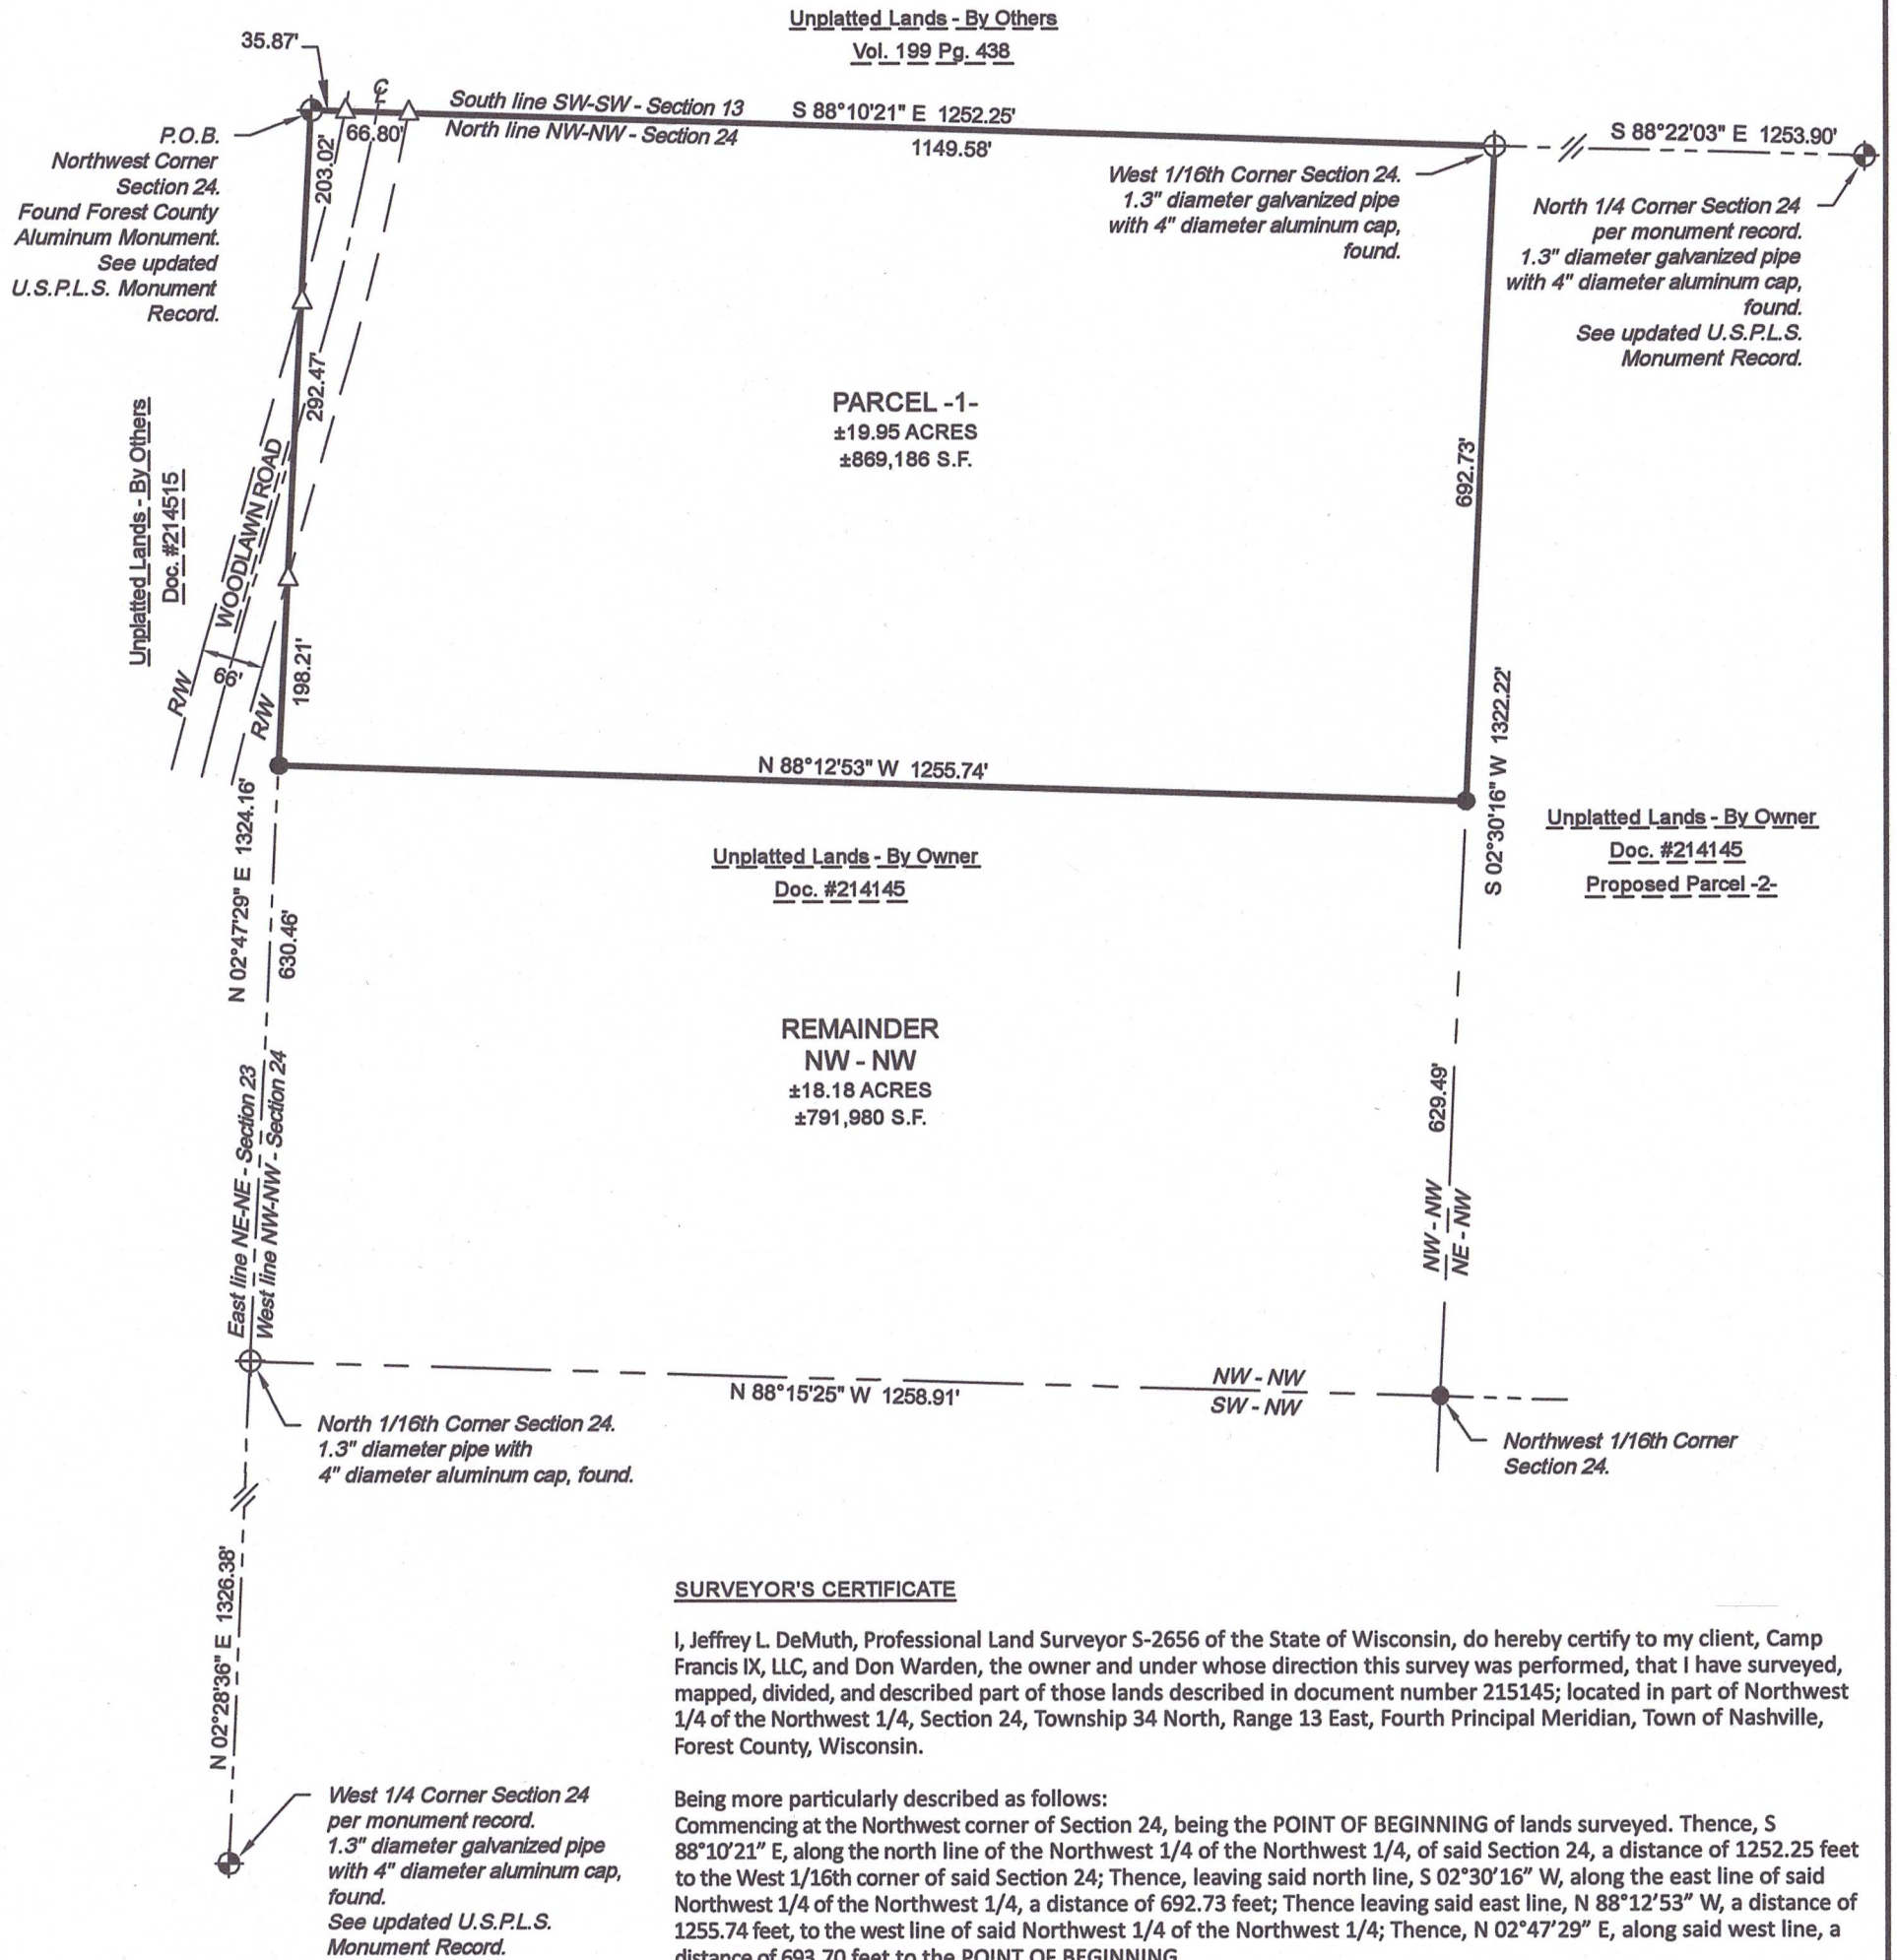 Unplatted Lands - By Others
Vol. 199 Pg. 438
35.87'
℄
South line SW-SW - Section 13
S 88°10'21" E 1252.25'
North line NW-NW - Section 24
1149.58'
66.80'
203.02'
S 88°22'03" E 1253.90'
P.O.B.
Northwest Corner
Section 24.
Found Forest County
Aluminum Monument.
See updated
U.S.P.L.S. Monument
Record.
West 1/16th Corner Section 24.
1.3" diameter galvanized pipe
with 4" diameter aluminum cap,
found.
North 1/4 Corner Section 24
per monument record.
1.3" diameter galvanized pipe
with 4" diameter aluminum cap,
found.
See updated U.S.P.L.S.
Monument Record.
292.47'
PARCEL -1-
±19.95 ACRES
±869,186 S.F.
692.73'
Unplatted Lands - By Others
Doc. #214515
WOODLAWN ROAD
R/W
66'
R/W
198.21'
N 88°12'53" W 1255.74'
S 02°30'16" W 1322.22'
Unplatted Lands - By Owner
Doc. #214145
Proposed Parcel -2-
Unplatted Lands - By Owner
Doc. #214145
N 02°47'29" E 1324.16'
630.46'
REMAINDER
NW - NW
±18.18 ACRES
±791,980 S.F.
629.49'
East line NE-NE - Section 23
West line NW-NW - Section 24
NW - NW
NE - NW
N 88°15'25" W 1258.91'
NW - NW
SW - NW
North 1/16th Corner Section 24.
1.3" diameter pipe with
4" diameter aluminum cap, found.
Northwest 1/16th Corner
Section 24.
N 02°28'36" E 1326.38'
West 1/4 Corner Section 24
per monument record.
1.3" diameter galvanized pipe
with 4" diameter aluminum cap,
found.
See updated U.S.P.L.S.
Monument Record.
SURVEYOR'S CERTIFICATE
I, Jeffrey L. DeMuth, Professional Land Surveyor S-2656 of the State of Wisconsin, do hereby certify to my client, Camp
Francis IX, LLC, and Don Warden, the owner and under whose direction this survey was performed, that I have surveyed,
mapped, divided, and described part of those lands described in document number 215145; located in part of Northwest
1/4 of the Northwest 1/4, Section 24, Township 34 North, Range 13 East, Fourth Principal Meridian, Town of Nashville,
Forest County, Wisconsin.
Being more particularly described as follows:
Commencing at the Northwest corner of Section 24, being the POINT OF BEGINNING of lands surveyed. Thence, S
88°10'21" E, along the north line of the Northwest 1/4 of the Northwest 1/4, of said Section 24, a distance of 1252.25 feet
to the West 1/16th corner of said Section 24; Thence, leaving said north line, S 02°30'16" W, along the east line of said
Northwest 1/4 of the Northwest 1/4, a distance of 692.73 feet; Thence leaving said east line, N 88°12'53" W, a distance of
1255.74 feet, to the west line of said Northwest 1/4 of the Northwest 1/4; Thence, N 02°47'29" E, along said west line, a
distance of 693.70 feet to the POINT OF BEGINNING